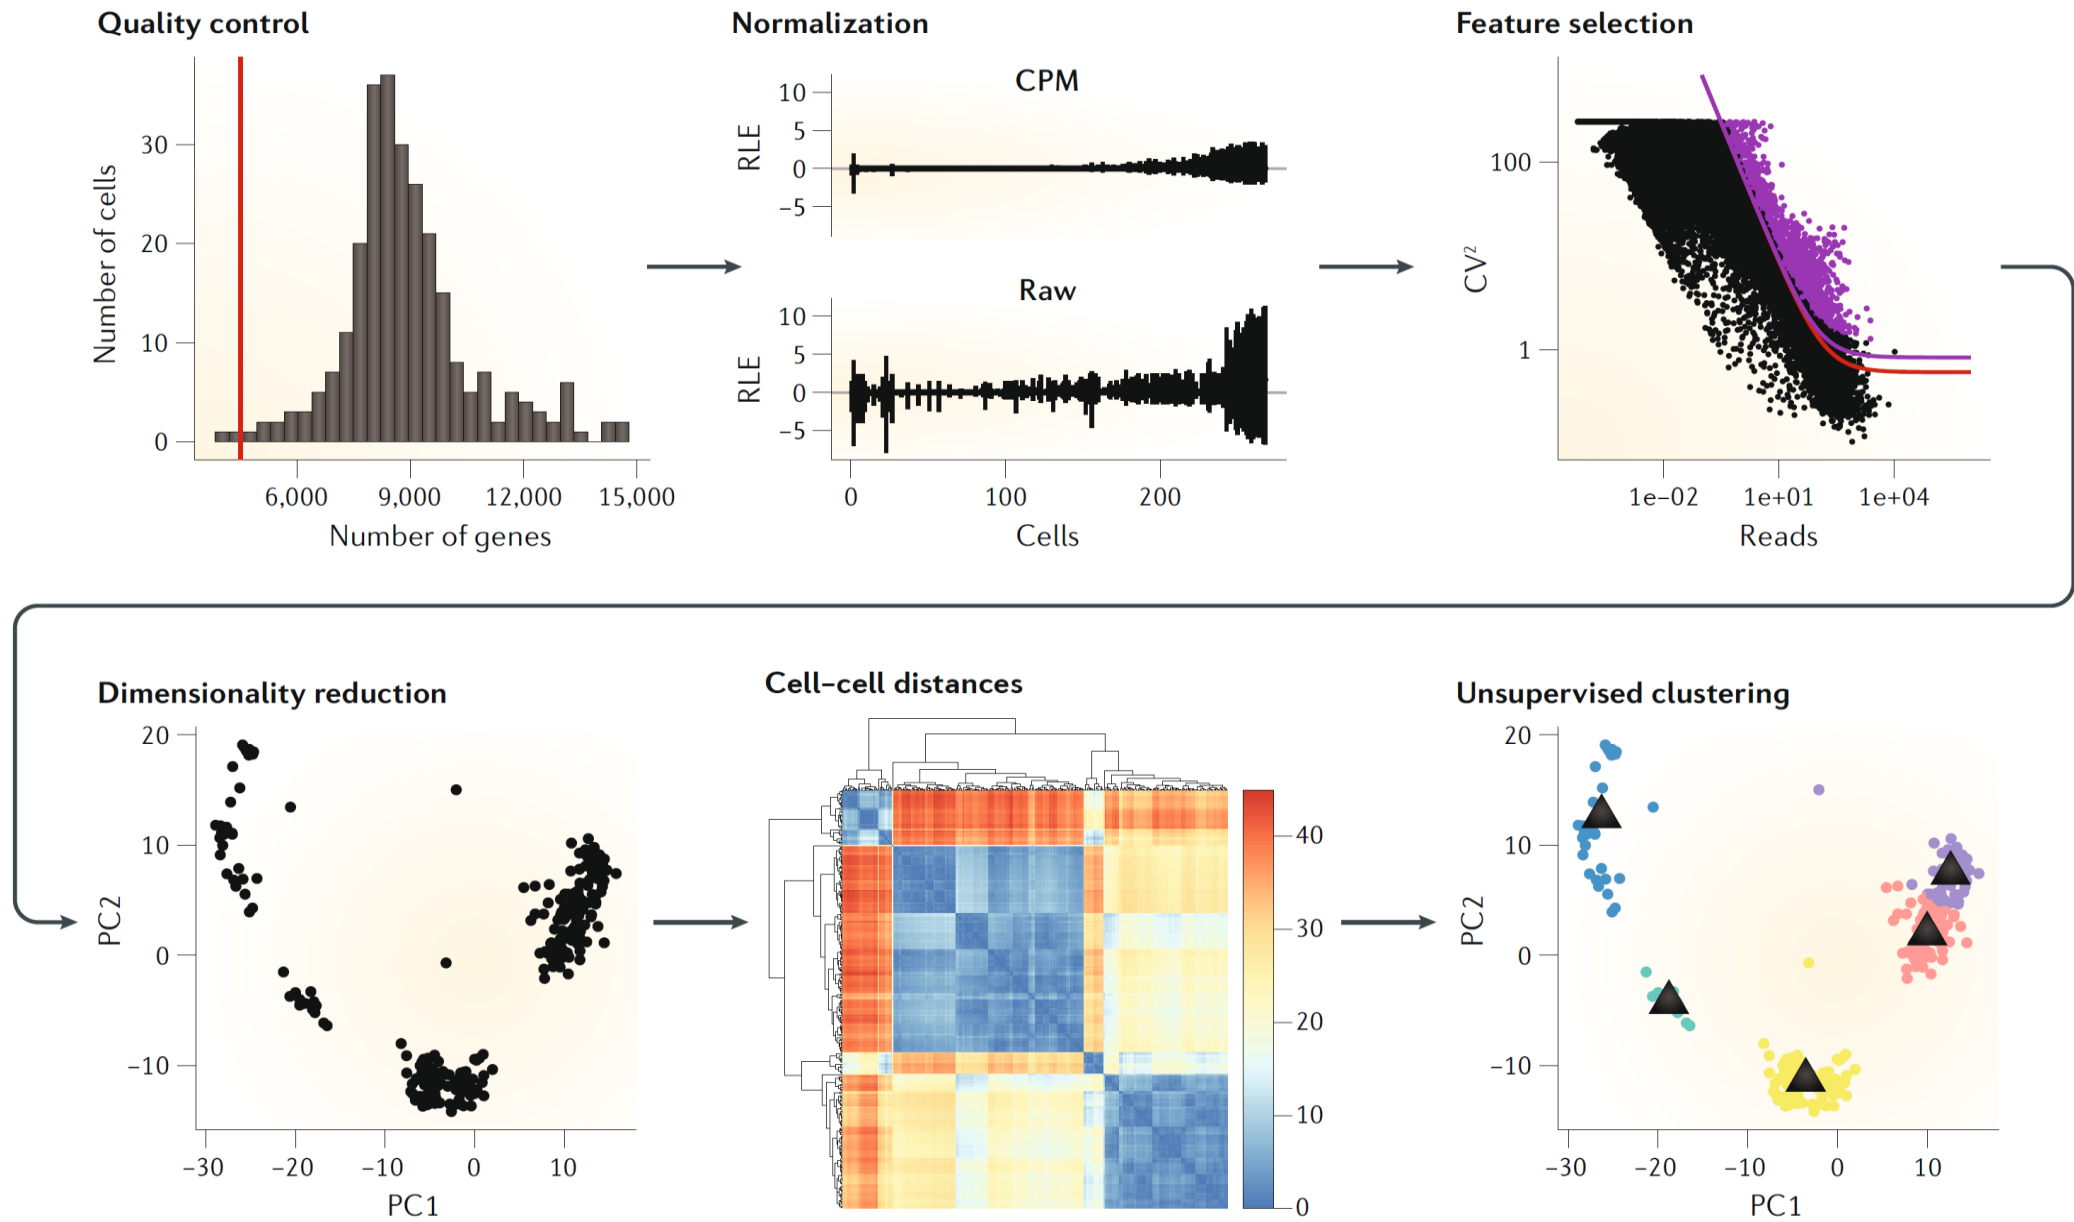 Quality control
Number of cells
30
20
10
0
6,000 9,000 12,000 15,000
Number of genes
Normalization
CPM
RLE
10
5
0
−5
Raw
RLE
10
5
0
−5
0 100 200
Cells
Feature selection
CV²
100
1
1e−02 1e+01 1e+04
Reads
Dimensionality reduction
PC2
20
10
0
−10
−30 −20 −10 0 10
PC1
Cell–cell distances
40
30
20
10
0
Unsupervised clustering
PC2
20
10
0
−10
−30 −20 −10 0 10
PC1